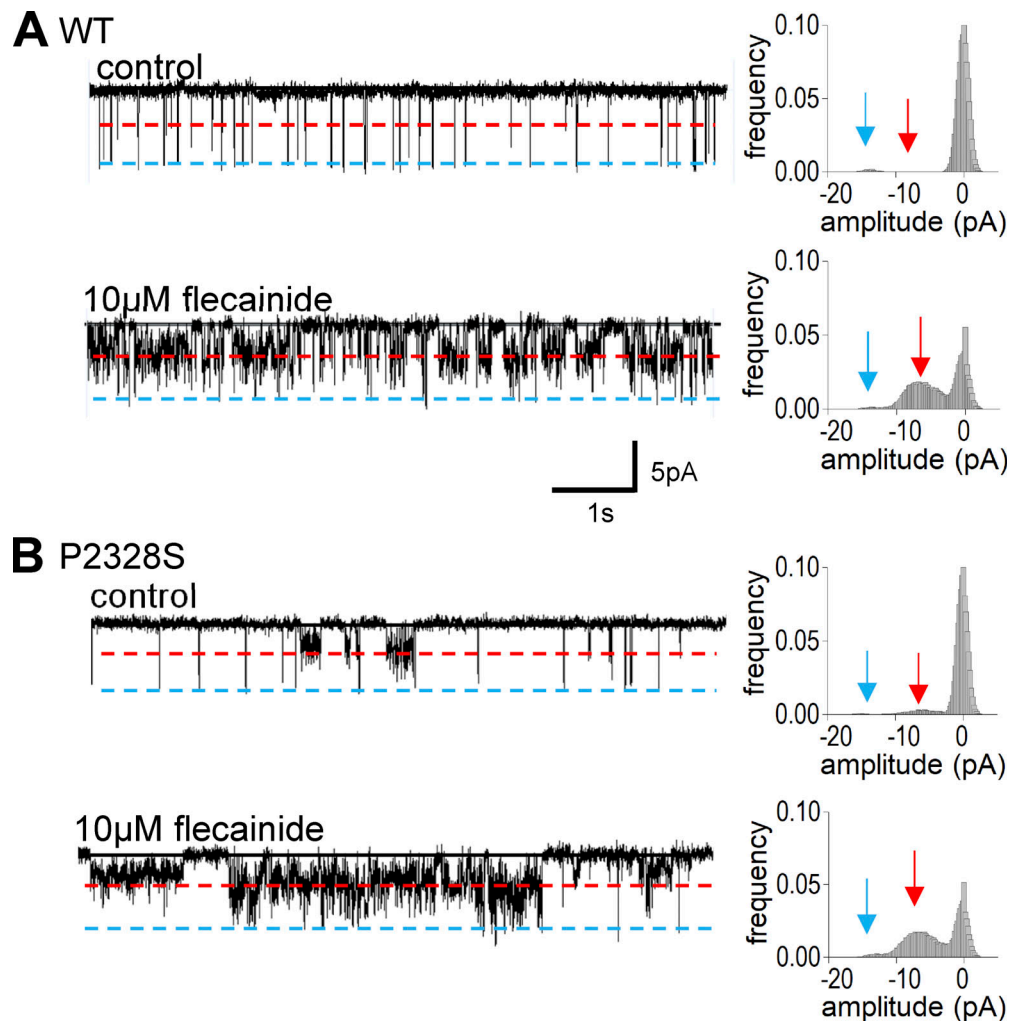 A WT
control
10µM flecainide
5pA
1s
frequency
0.10
0.05
0.00
-20 -10 0
amplitude (pA)
frequency
0.10
0.05
0.00
-20 -10 0
amplitude (pA)
B P2328S
control
10µM flecainide
frequency
0.10
0.05
0.00
-20 -10 0
amplitude (pA)
frequency
0.10
0.05
0.00
-20 -10 0
amplitude (pA)